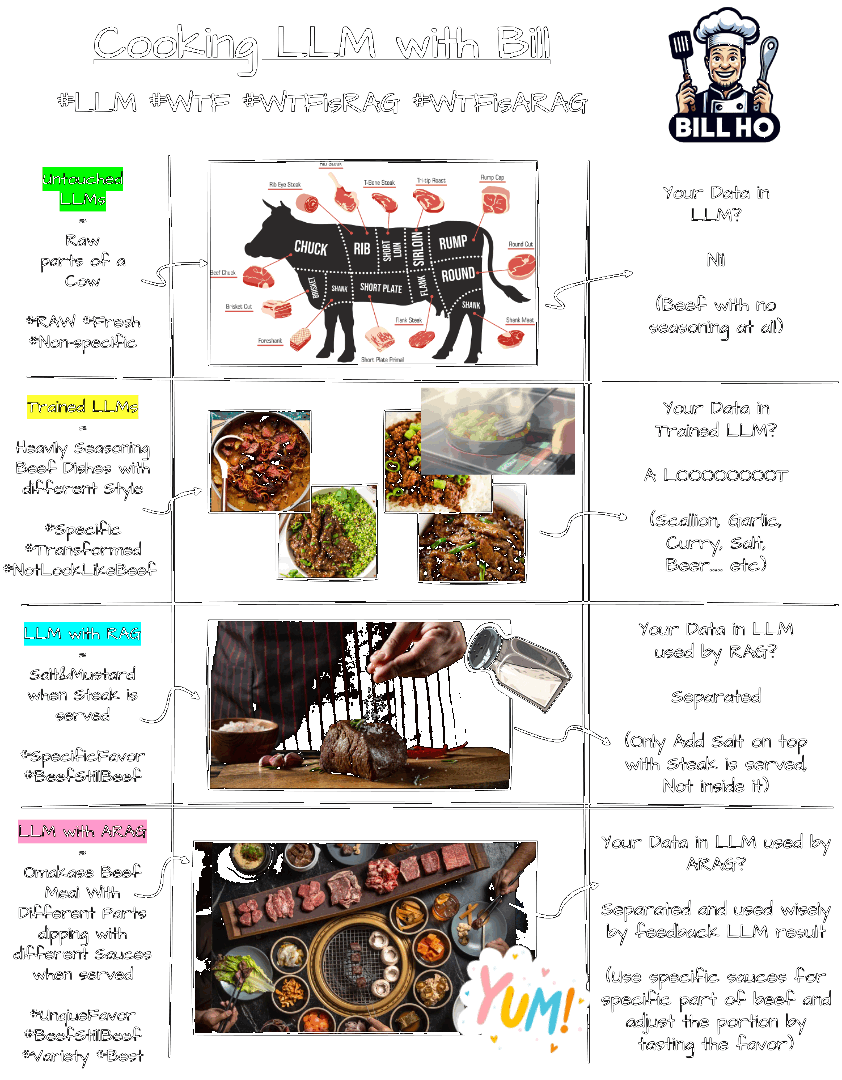 Cooking L.L.M with Bill
#LLM #WTF #WTFisRAG #WTFisARAG
BILL HO
Untouched
LLMs
=
Raw
parts of a
Cow
#RAW #Fresh
#Non-specific
Rib Eye Steak
T-Bone Steak
Tri-tip Roast
Rump Cap
Round Cut
Beef Chuck
Brisket Cut
Foreshank
Short Plate Primal
Flank Steak
Shank Meat
CHUCK
RIB
SHORT
LOIN
SIRLOIN
RUMP
BRISKET
SHANK
SHORT PLATE
FLANK
ROUND
SHANK
Your Data in
LLM?
Nil
(Beef with no
seasoning at all)
Trained LLMs
=
Heavily Seasoning
Beef Dishes with
different Style
#Specific
#Transformed
#NotLookLikeBeef
Your Data in
Trained LLM?
A LOOOOOOOOT
(Scallion, Garlic,
Curry, Salt,
Beer.... etc)
LLM with RAG
=
Salt&Mustard
when Steak is
served
#SpecificFavor
#BeefStilBeef
Your Data in LLM
used by RAG?
Separated
(Only Add Salt on top
with Steak is served,
Not inside it)
LLM with ARAG
=
Omakase Beef
Meal With
Different Parts
dipping with
different Sauces
when served
#UnqiueFavor
#BeefStilBeef
#Variety #Best
YUM!
Your Data in LLM used by
ARAG?
Separated and used wisely
by feedback LLM result
(Use specific sauces for
specific part of beef and
adjust the portion by
tasting the favor)